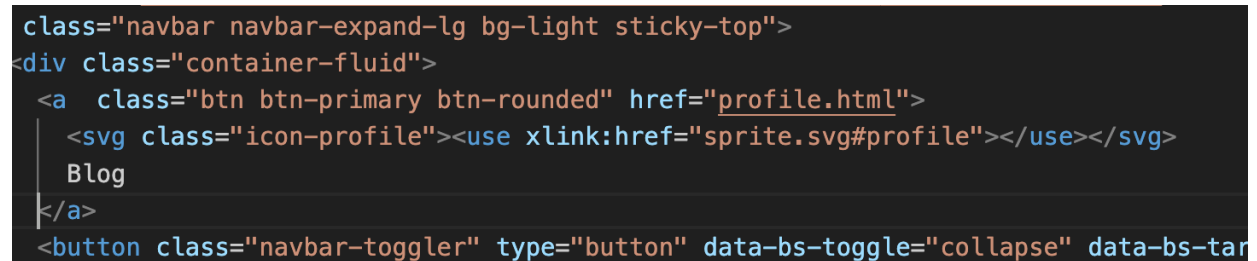 class="navbar navbar-expand-lg bg-light sticky-top">
<div class="container-fluid">
<a  class="btn btn-primary btn-rounded" href="profile.html">
<svg class="icon-profile"><use xlink:href="sprite.svg#profile"></use></svg>
Blog
</a>
<button class="navbar-toggler" type="button" data-bs-toggle="collapse" data-bs-tar